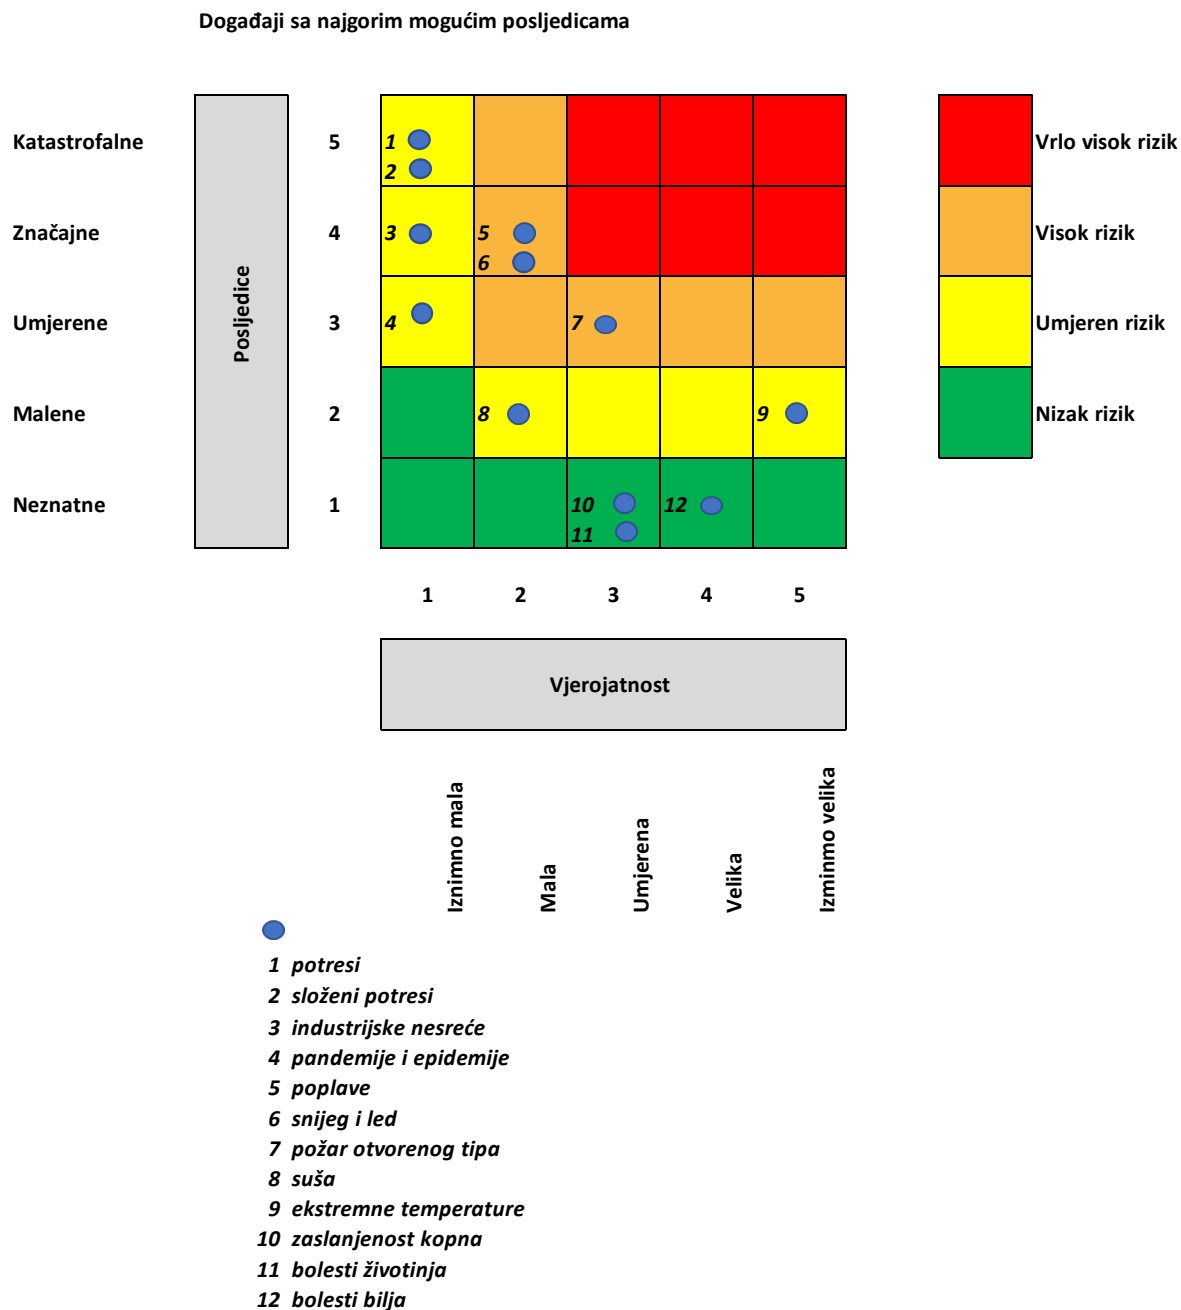 Događaji sa najgorim mogućim posljedicama
Posljedice
Katastrofalne 5 1 Vrlo visok rizik
2
Značajne 4 3 5 Visok rizik
6
Umjerene 3 4 7 Umjeren rizik
Malene 2 8 9 Nizak rizik
Neznatne 1 10 12
11
1 2 3 4 5
Vjerojatnost
Iznimno mala
Mala
Umjerena
Velika
Izminmo velika
1 potresi
2 složeni potresi
3 industrijske nesreće
4 pandemije i epidemije
5 poplave
6 snijeg i led
7 požar otvorenog tipa
8 suša
9 ekstremne temperature
10 zaslanjenost kopna
11 bolesti životinja
12 bolesti bilja